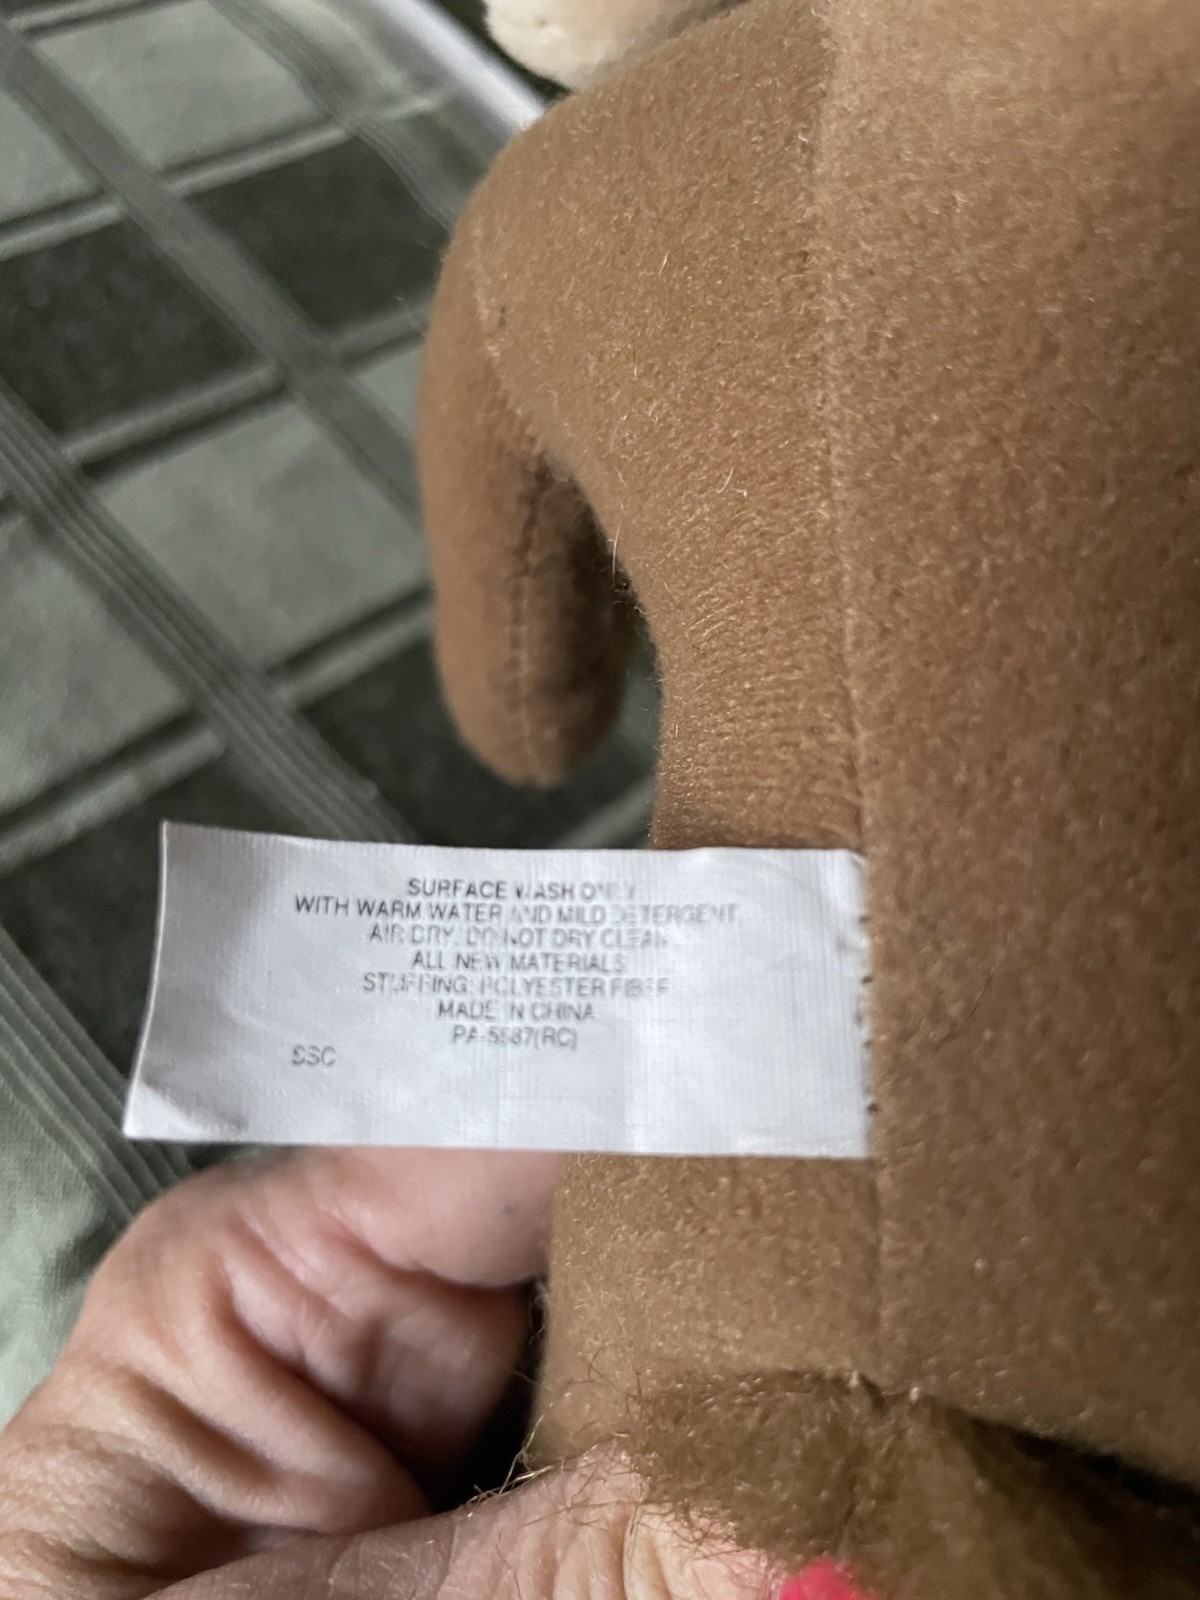 SURFACE WASH ONLY
WITH WARM WATER AND MILD DETERGENT
AIR DRY. DO NOT DRY CLEAN
ALL NEW MATERIALS
STUFFING: POLYESTER FIBER
MADE IN CHINA
PA-5587(RC)
SSC